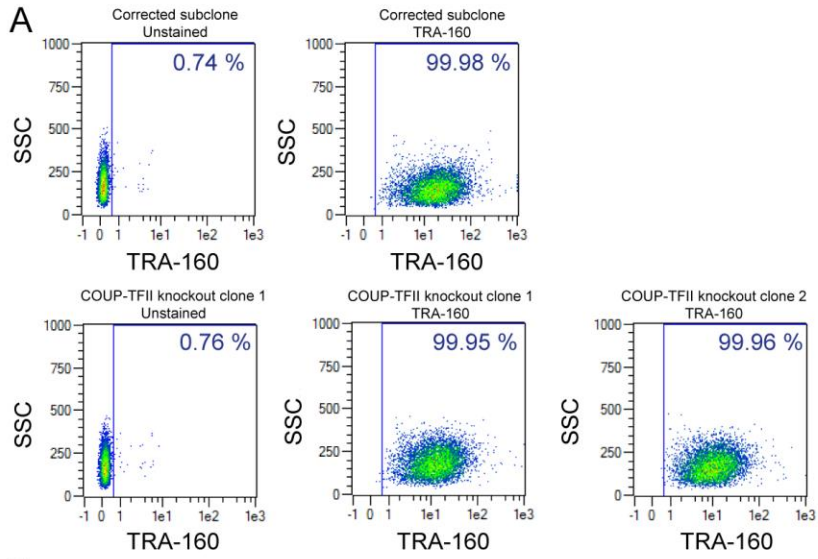 A
Corrected subclone
Unstained
Corrected subclone
TRA-160
1000
750
500
250
0
SSC
0.74 %
-1 0 1 1e1 1e2 1e3
TRA-160
1000
750
500
250
0
SSC
99.98 %
-1 0 1 1e1 1e2 1e3
TRA-160
COUP-TFII knockout clone 1
Unstained
COUP-TFII knockout clone 1
TRA-160
COUP-TFII knockout clone 2
TRA-160
1000
750
500
250
0
SSC
0.76 %
-1 0 1 1e1 1e2 1e3
TRA-160
1000
750
500
250
0
SSC
99.95 %
-1 0 1 1e1 1e2 1e3
TRA-160
1000
750
500
250
0
SSC
99.96 %
-1 0 1 1e1 1e2 1e3
TRA-160